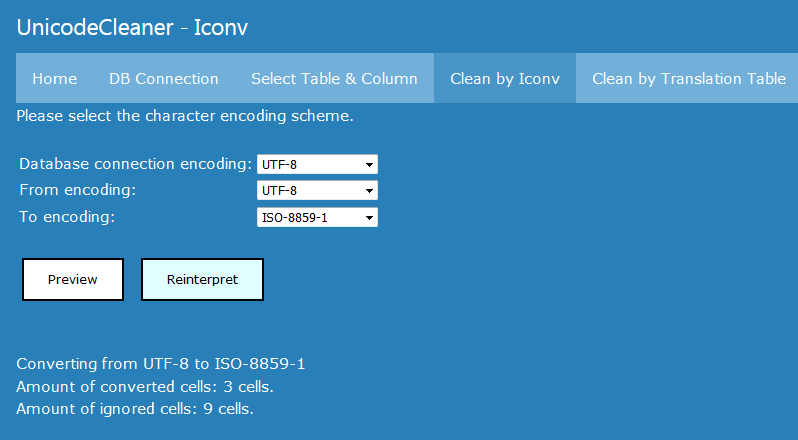 UnicodeCleaner - Iconv
Home DB Connection Select Table & Column Clean by Iconv Clean by Translation Table
Please select the character encoding scheme.
Database connection encoding: UTF-8
From encoding: UTF-8
To encoding: ISO-8859-1
Preview Reinterpret
Converting from UTF-8 to ISO-8859-1
Amount of converted cells: 3 cells.
Amount of ignored cells: 9 cells.